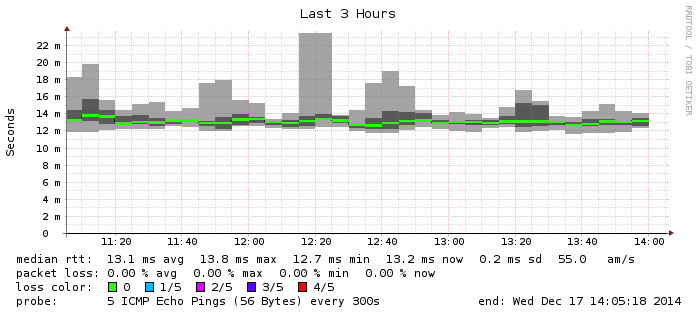 Last 3 Hours
RRDTOOL / TOBI OETIKER
Seconds
22 m
20 m
18 m
16 m
14 m
12 m
10 m
8 m
6 m
4 m
2 m
0
11:20 11:40 12:00 12:20 12:40 13:00 13:20 13:40 14:00
median rtt: 13.1 ms avg 13.8 ms max 12.7 ms min 13.2 ms now 0.2 ms sd 55.0 am/s
packet loss: 0.00 % avg 0.00 % max 0.00 % min 0.00 % now
loss color: 0 1/5 2/5 3/5 4/5
probe: 5 ICMP Echo Pings (56 Bytes) every 300s end: Wed Dec 17 14:05:18 2014